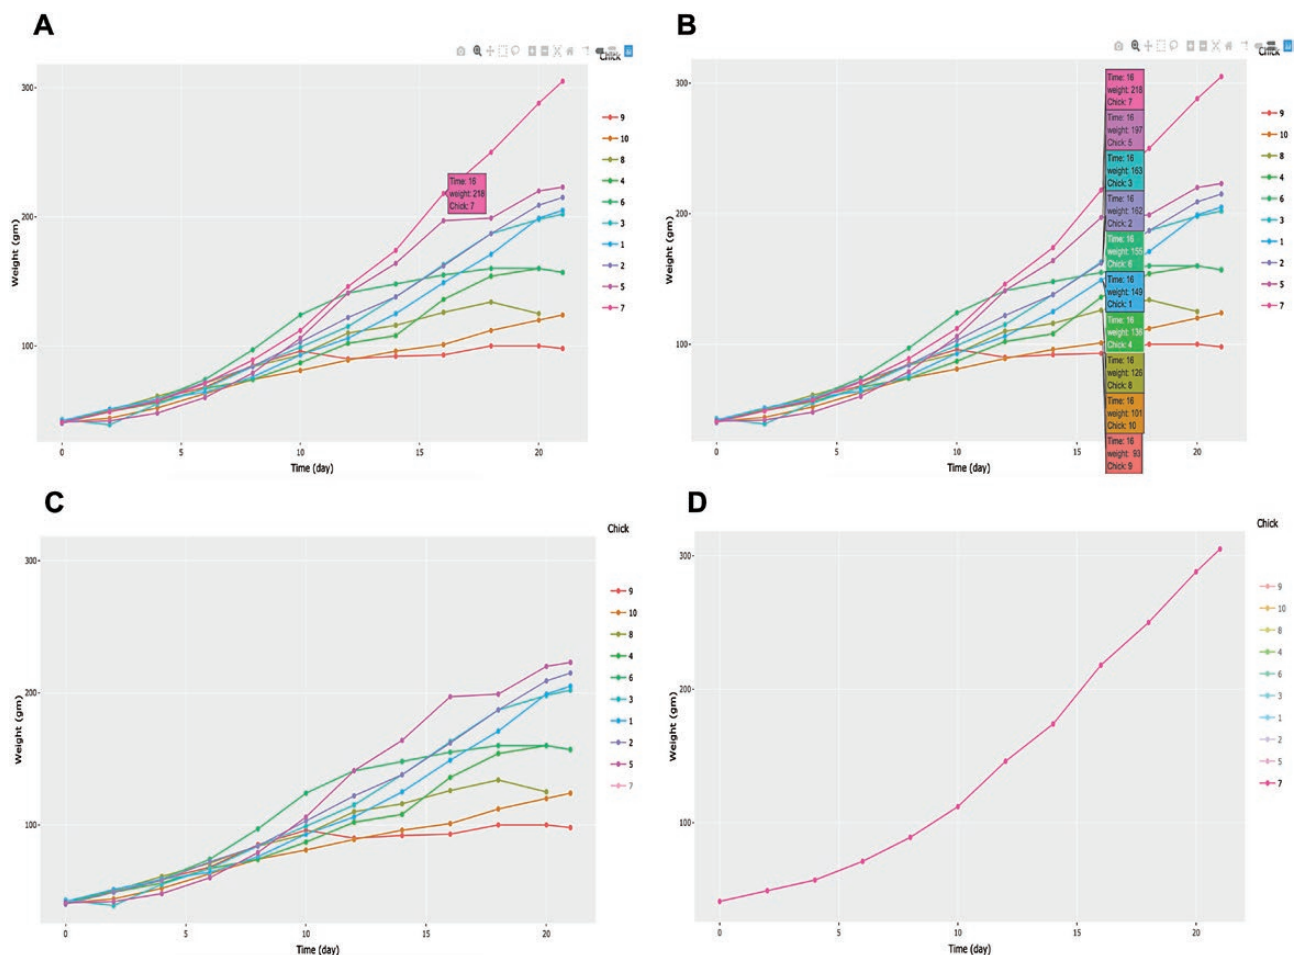 A
Chick
300
200
100
Weight (gm)
0
5
10
15
20
Time (day)
Time: 16
weight: 218
Chick: 7
9
10
8
4
6
3
1
2
5
7
B
Chick
300
200
100
Weight (gm)
0
5
10
15
20
Time (day)
Time: 16
weight: 218
Chick: 7
Time: 16
weight: 197
Chick: 5
Time: 16
weight: 163
Chick: 3
Time: 16
weight: 162
Chick: 2
Time: 16
weight: 155
Chick: 6
Time: 16
weight: 149
Chick: 1
Time: 16
weight: 136
Chick: 4
Time: 16
weight: 126
Chick: 8
Time: 16
weight: 101
Chick: 10
Time: 16
weight: 93
Chick: 9
9
10
8
4
6
3
1
2
5
7
C
Chick
300
200
100
Weight (gm)
0
5
10
15
20
Time (day)
9
10
8
4
6
3
1
2
5
7
D
Chick
300
200
100
Weight (gm)
0
5
10
15
20
Time (day)
9
10
8
4
6
3
1
2
5
7